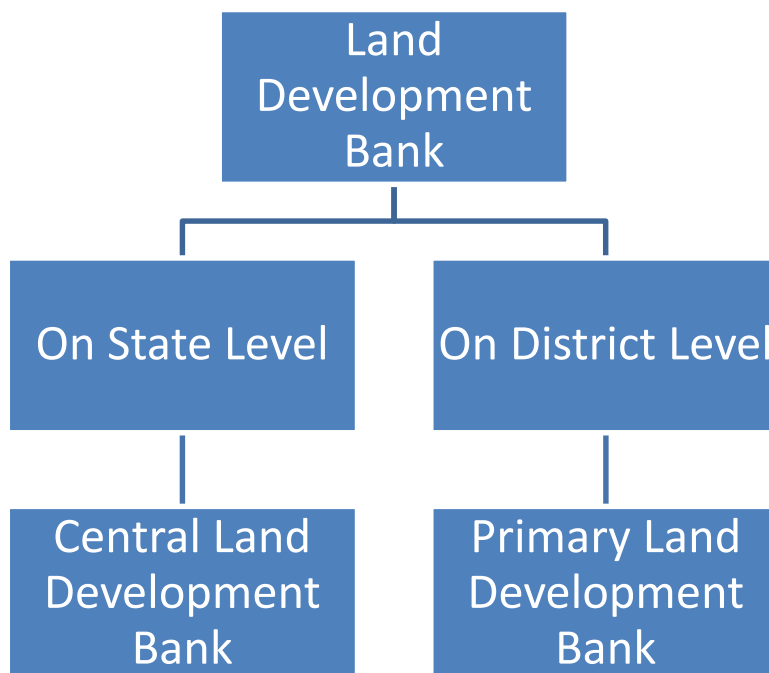 Land
Development
Bank
On State Level
On District Level
Central Land
Development
Bank
Primary Land
Development
Bank